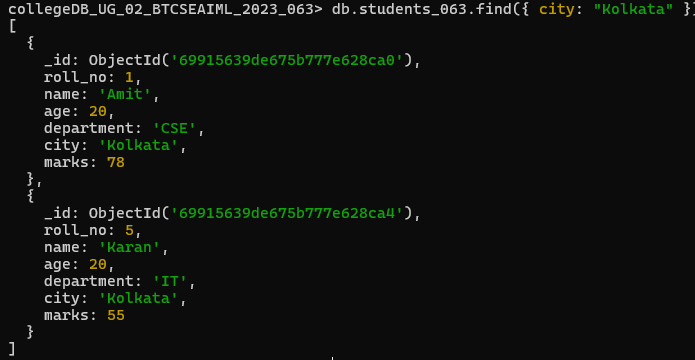 collegeDB_UG_02_BTCSEAIML_2023_063> db.students_063.find({ city: "Kolkata" })
[
  {
    _id: ObjectId('69915639de675b777e628ca0'),
    roll_no: 1,
    name: 'Amit',
    age: 20,
    department: 'CSE',
    city: 'Kolkata',
    marks: 78
  },
  {
    _id: ObjectId('69915639de675b777e628ca4'),
    roll_no: 5,
    name: 'Karan',
    age: 20,
    department: 'IT',
    city: 'Kolkata',
    marks: 55
  }
]